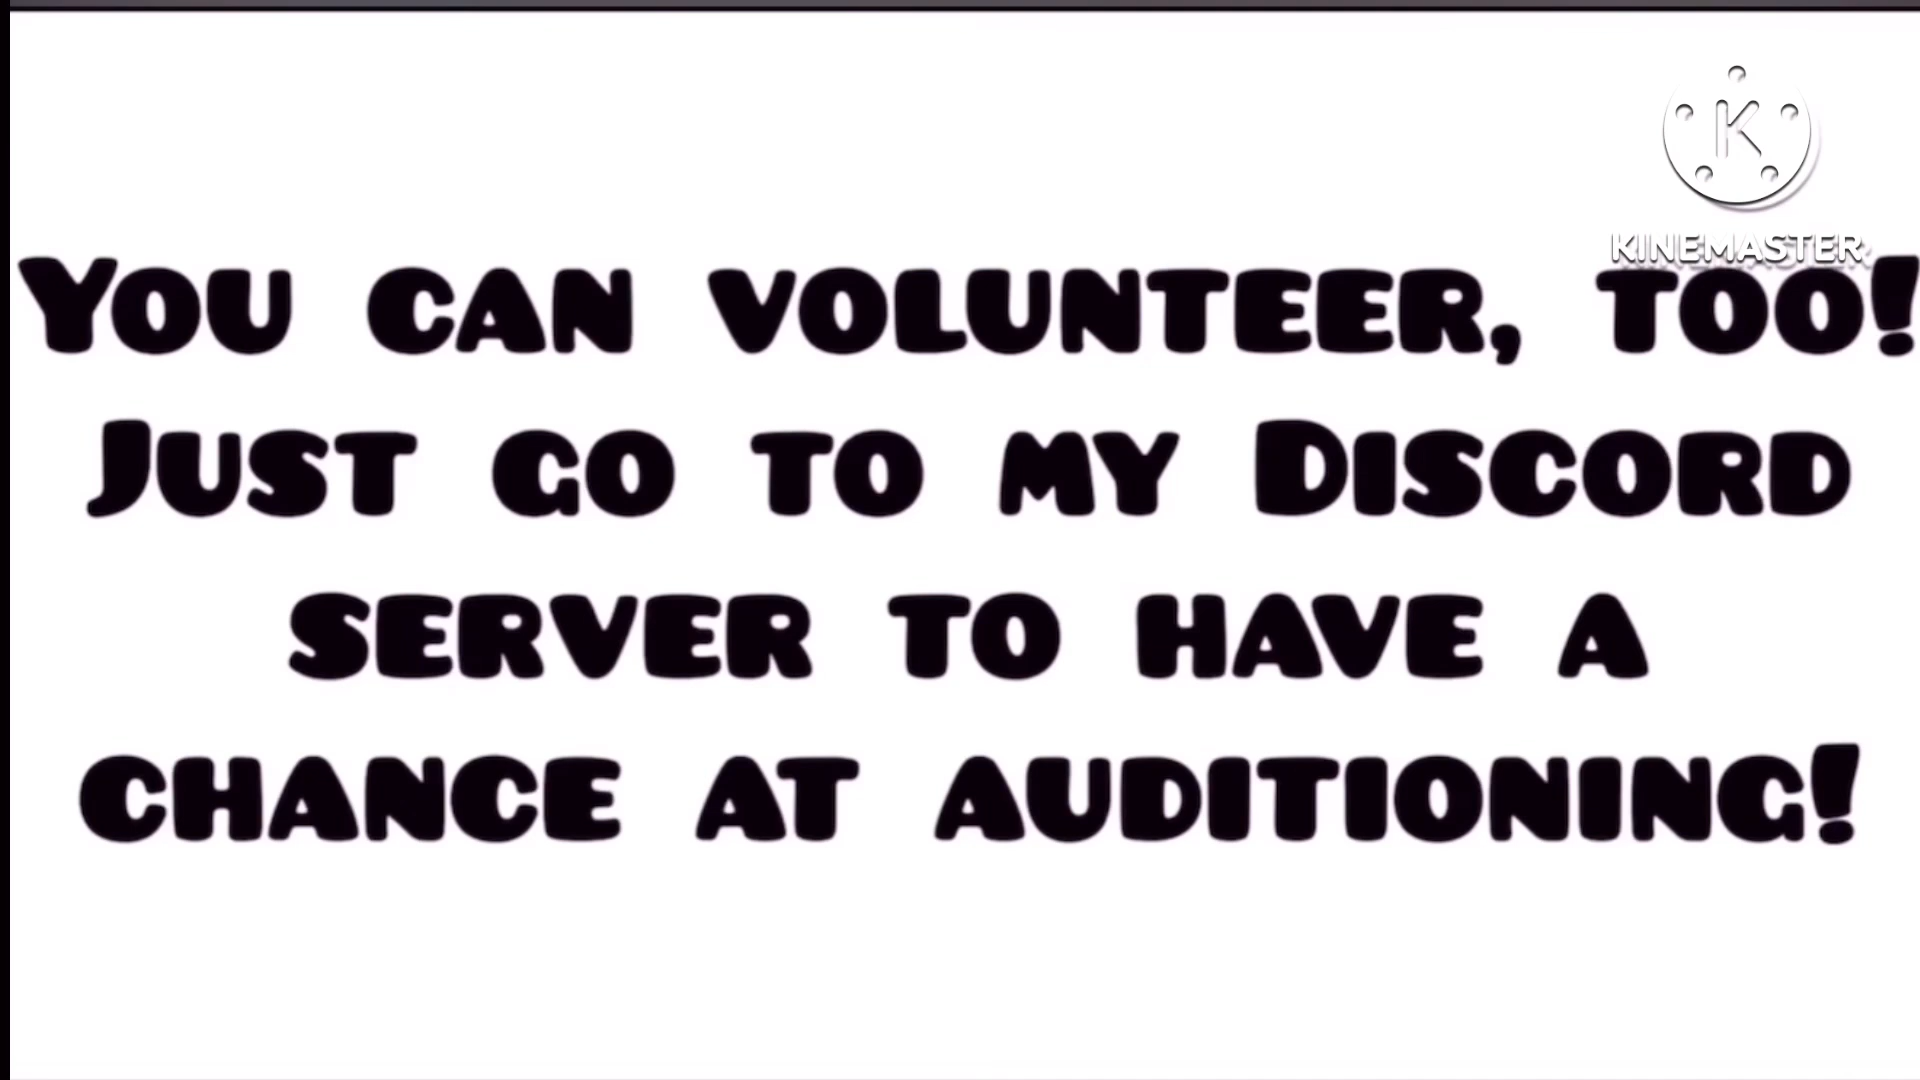 K
KINEMASTER
You can volunteer, too!
Just go to my Discord
server to have a
chance at auditioning!